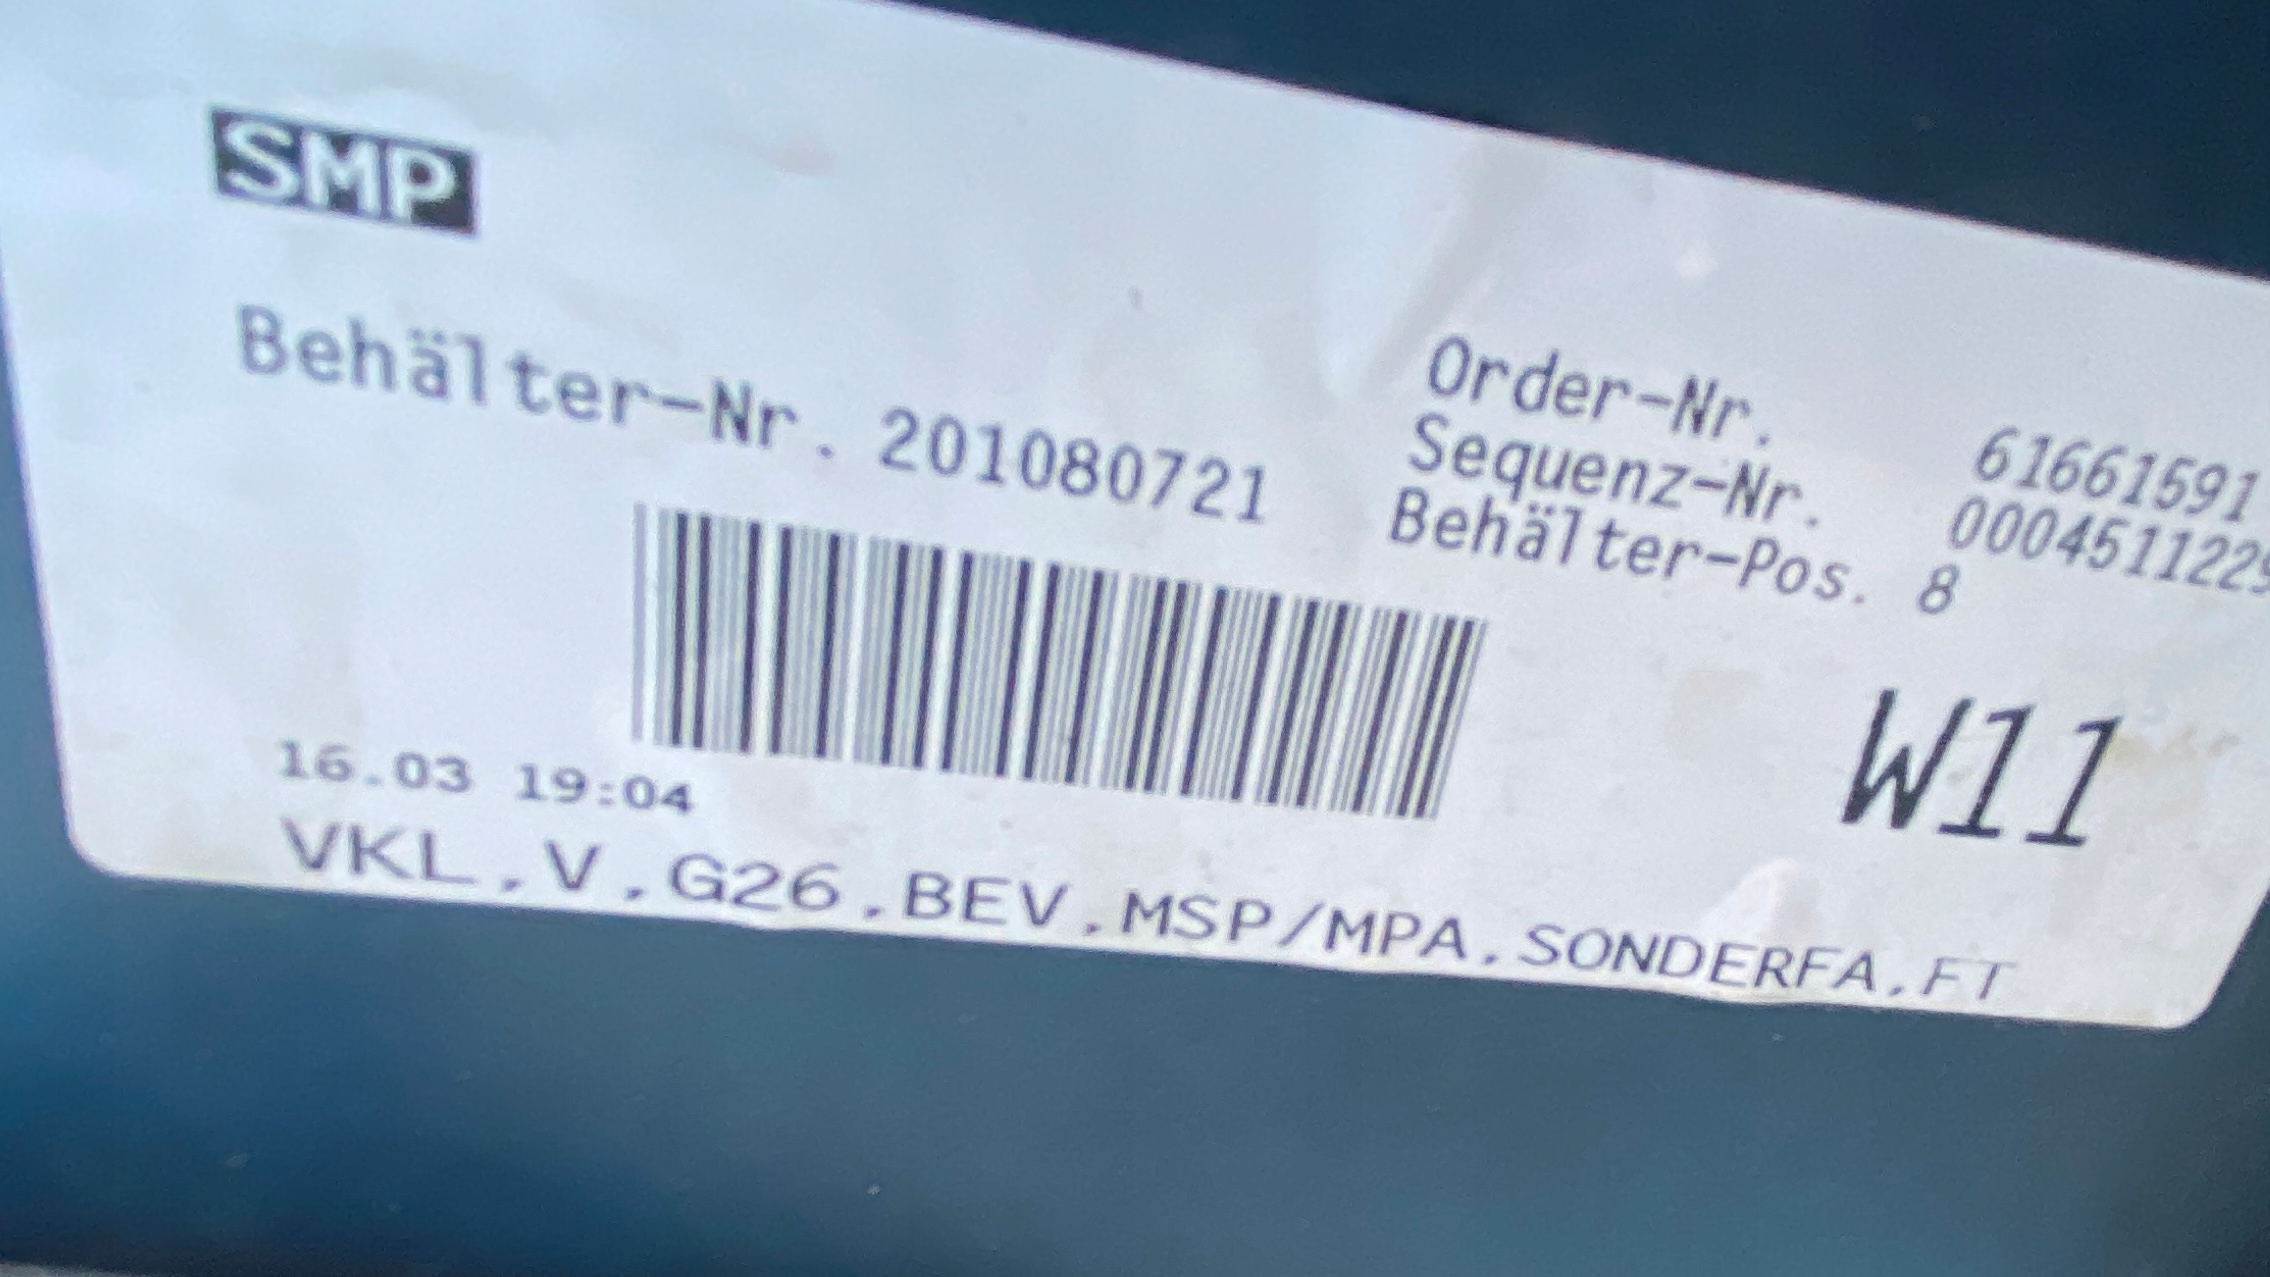 SMP
Behälter-Nr. 201080721
Order-Nr. 61661591
Sequenz-Nr.
Behälter-Pos. 8
W11
16.03 19:04
VKL, V, G26, BEV, MSP/MPA, SONDERFA, FT